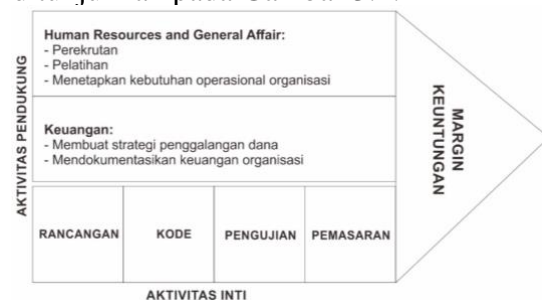 Human Resources and General Affair:
- Perekrutan
- Pelatihan
- Menetapkan kebutuhan operasional organisasi
AKTIVITAS PENDUKUNG
Keuangan:
- Membuat strategi penggalangan dana
- Mendokumentasikan keuangan organisasi
MARGIN
KEUNTUNGAN
RANCANGAN
KODE
PENGUJIAN
PEMASARAN
AKTIVITAS INTI